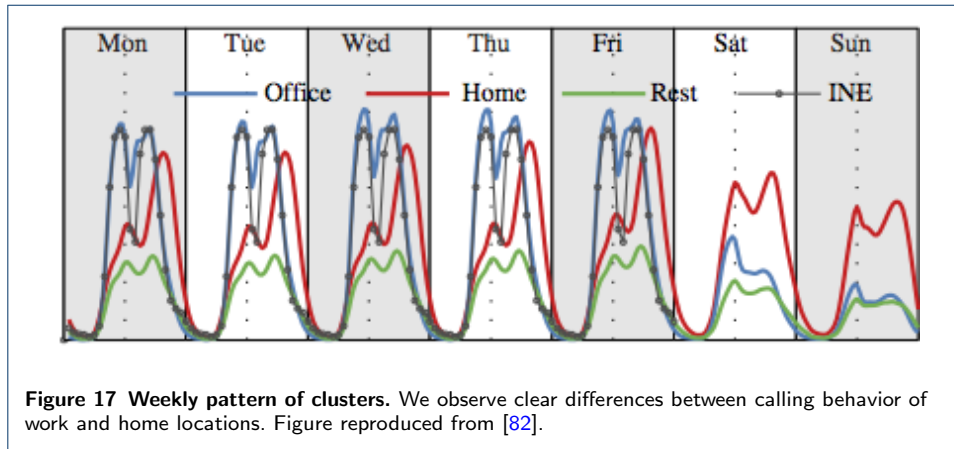 Mon Tue Wed Thu Fri Sat Sun
Office Home Rest INE
Figure 17 Weekly pattern of clusters. We observe clear differences between calling behavior of
work and home locations. Figure reproduced from [82].